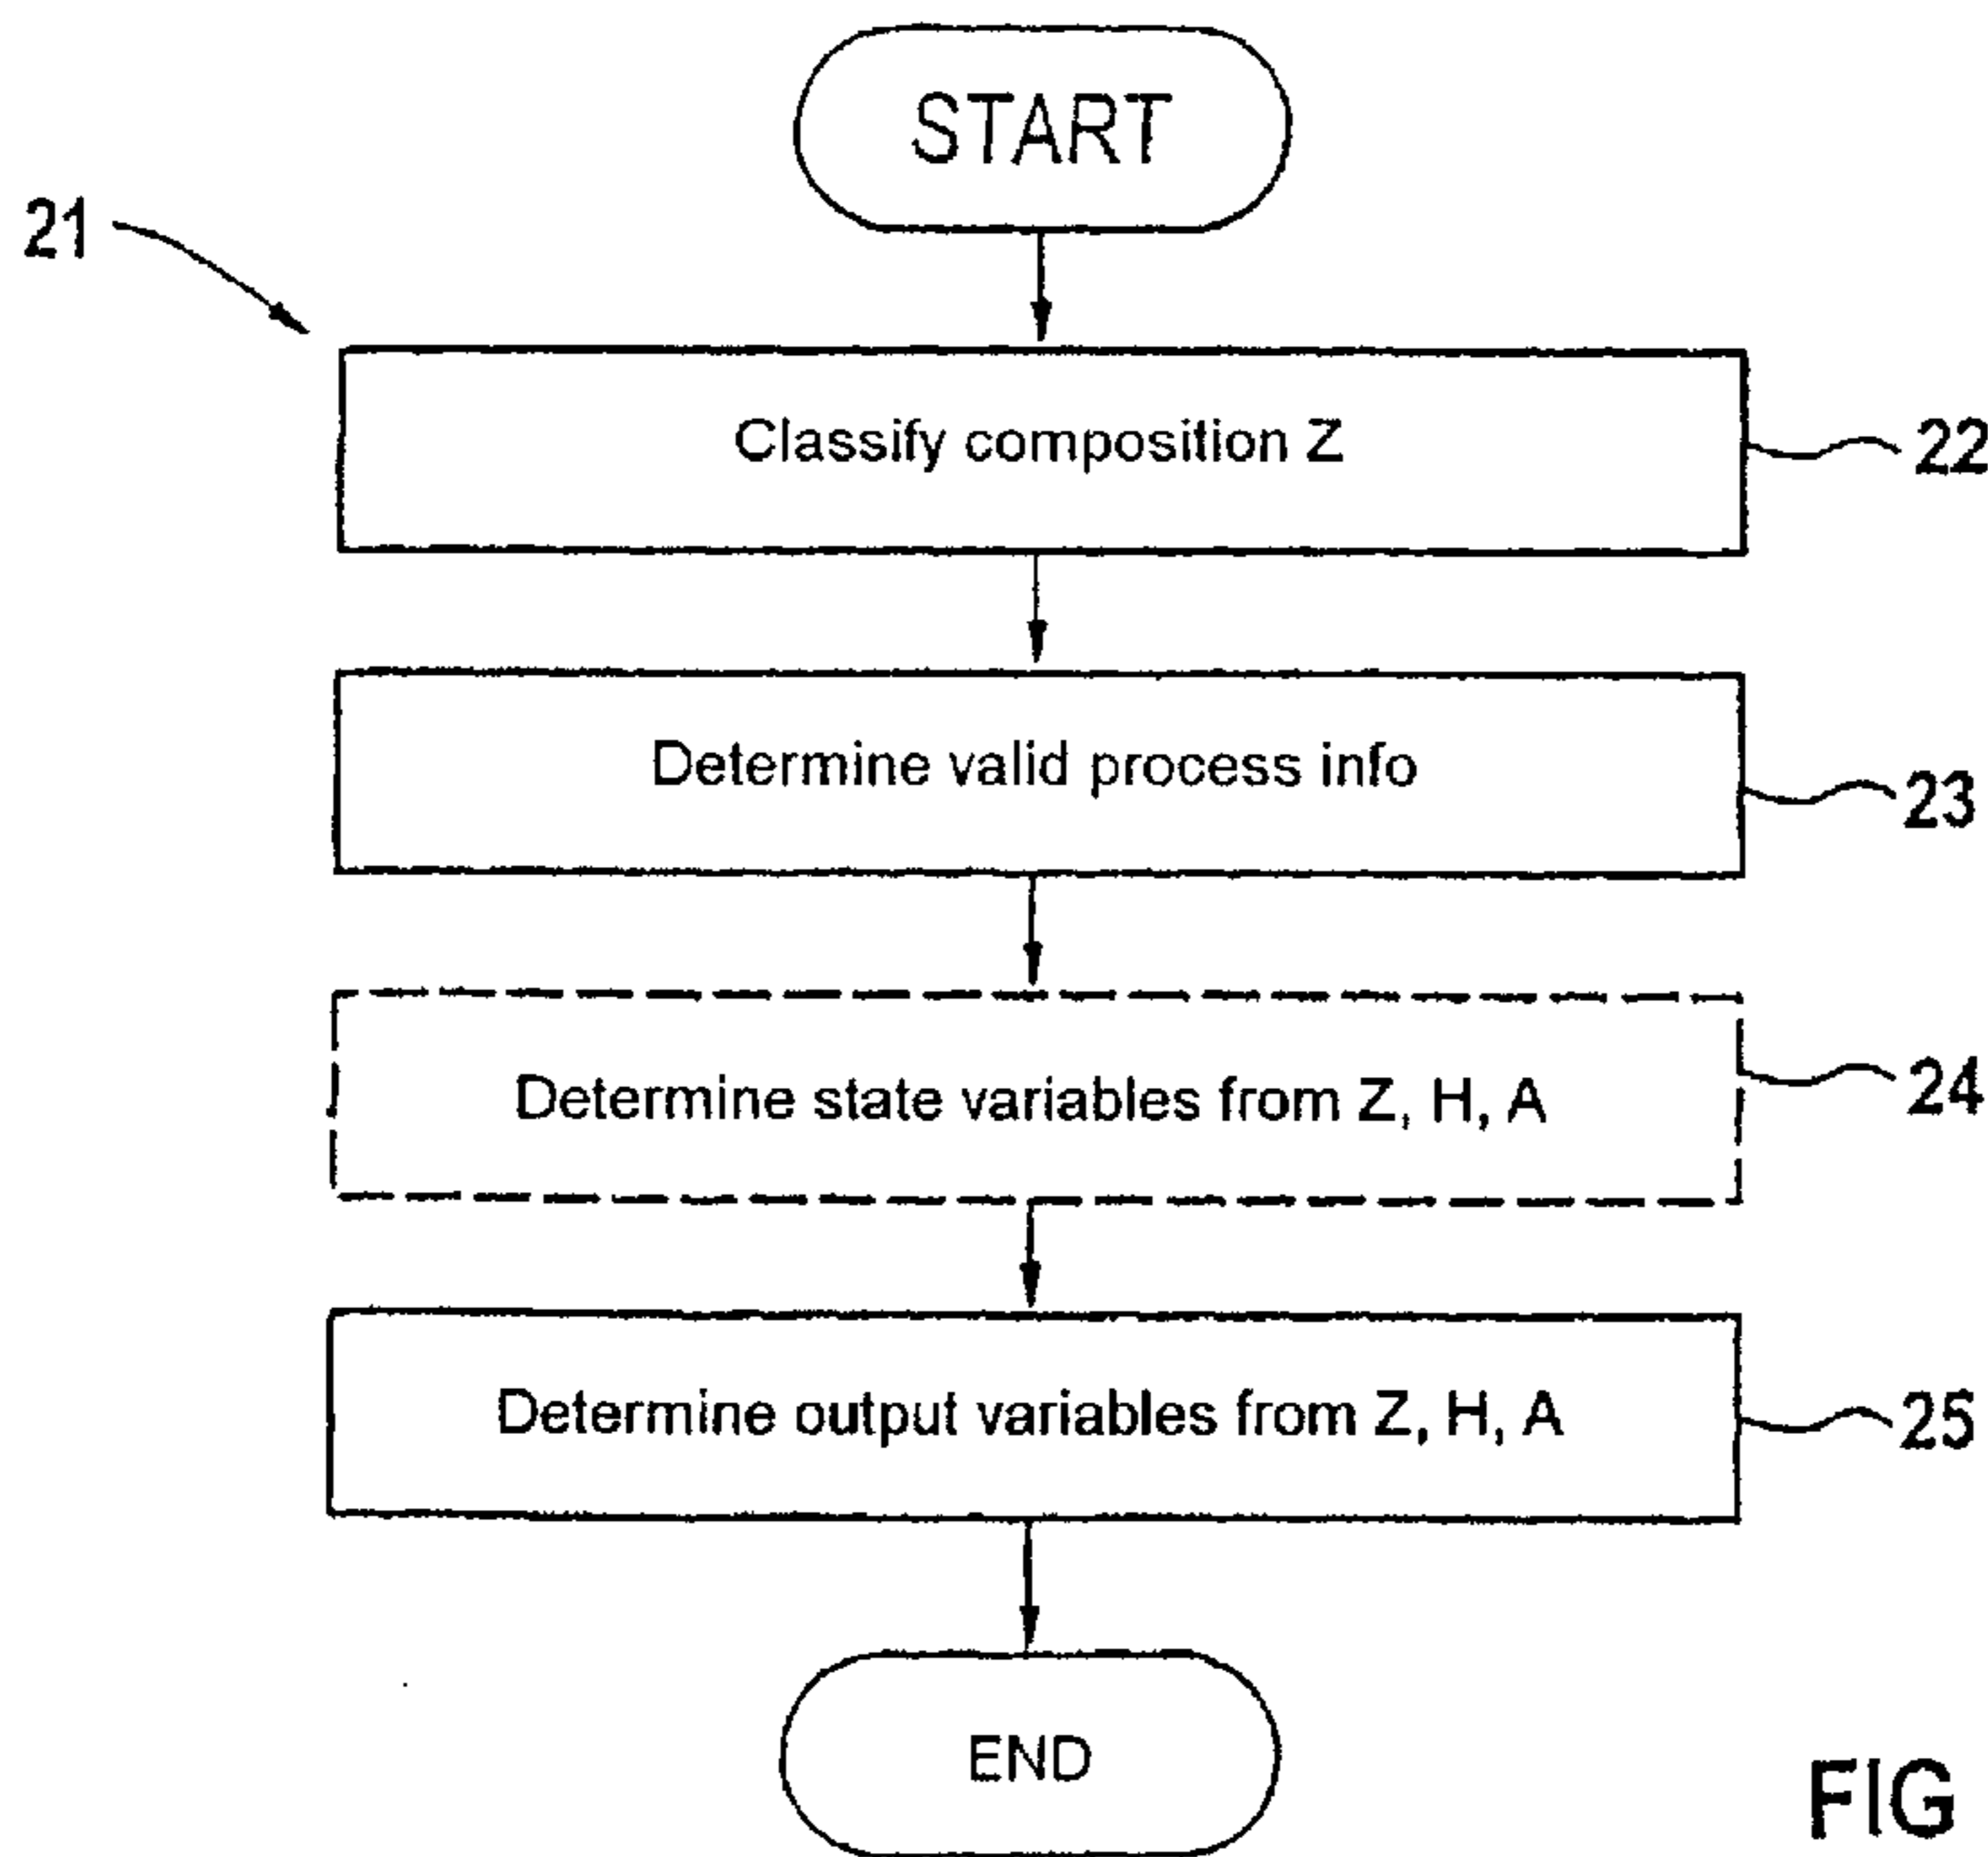 START
21
Classify composition Z
22
Determine valid process info
23
Determine state variables from Z, H, A
24
Determine output variables from Z, H, A
25
END
FIG